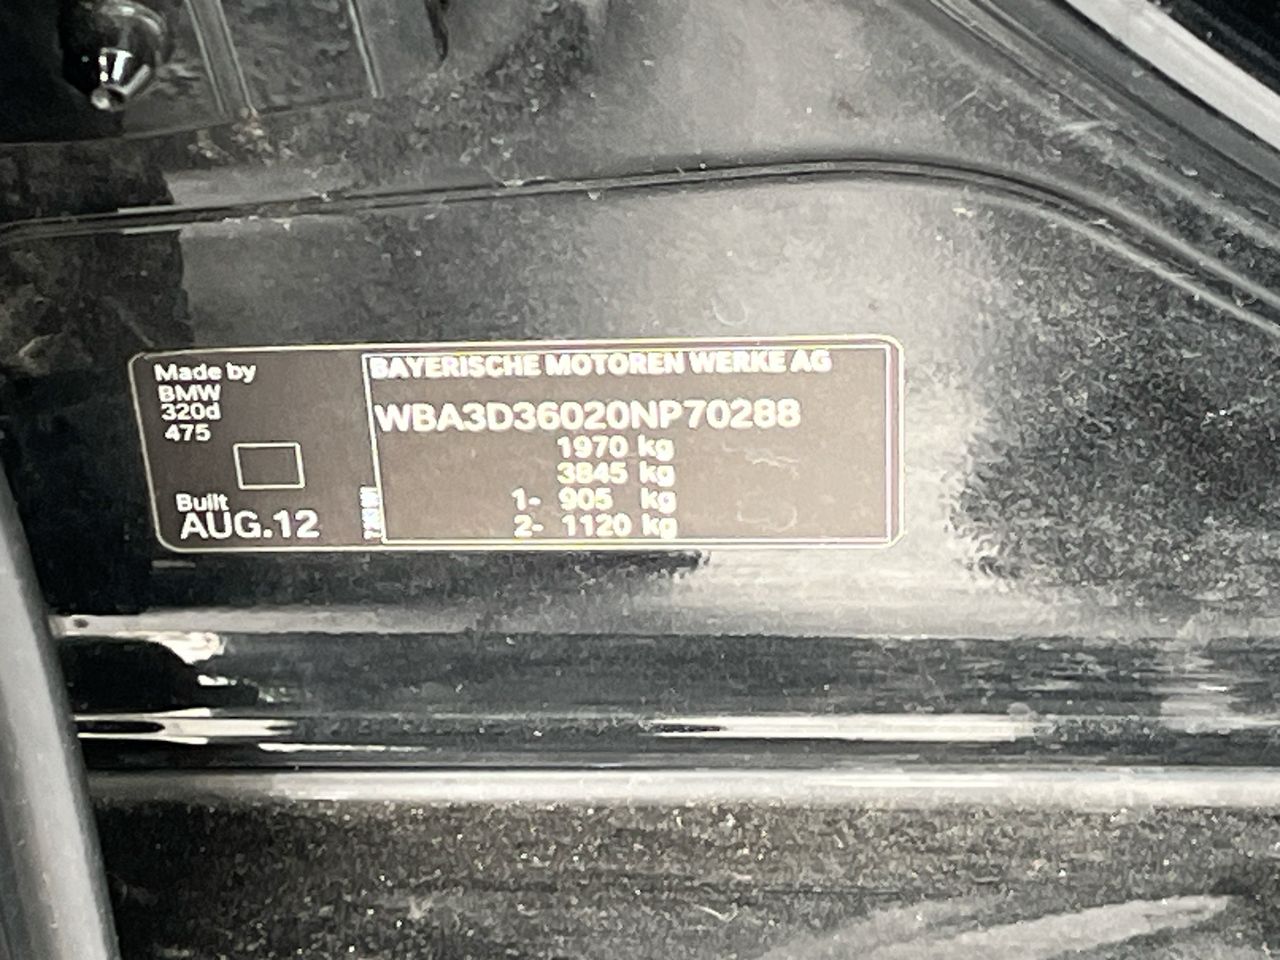 Made by
BMW
320d
475
Built
AUG.12
BAYERISCHE MOTOREN WERKE AG
WBA3D36020NP70288
1970 kg
3845 kg
1- 905 kg
2- 1120 kg